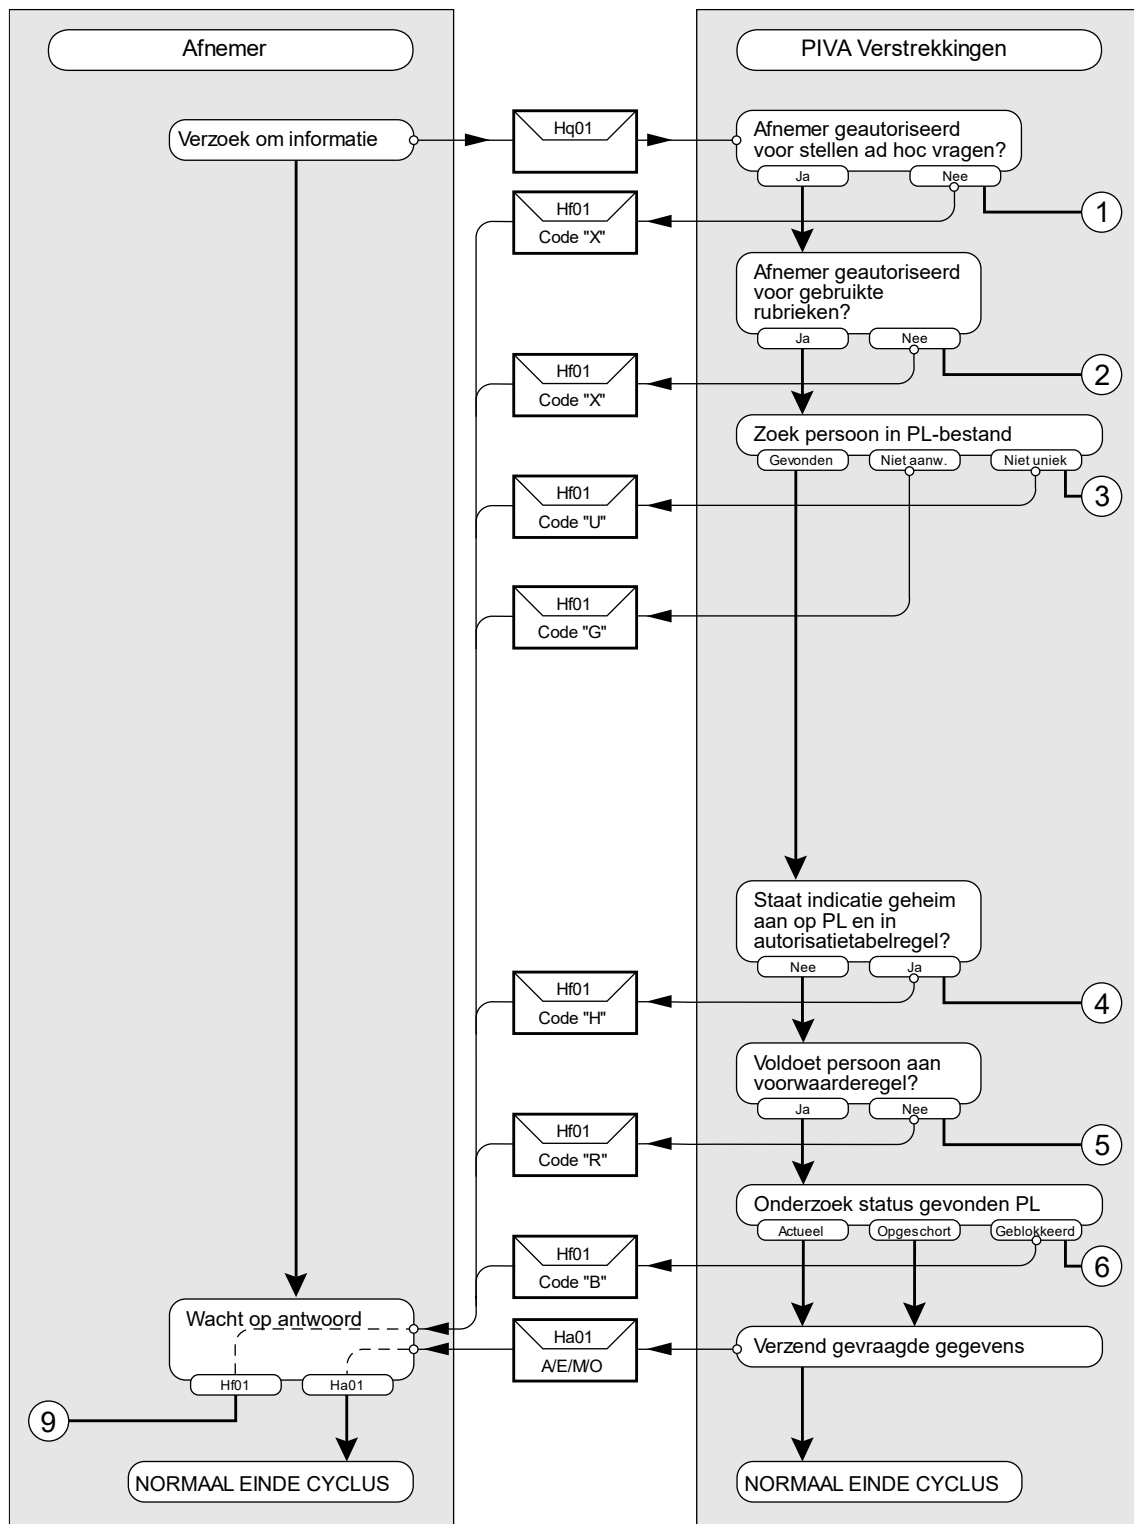 Afnemer
PIVA Verstrekkingen
Verzoek om informatie
Hq01
Afnemer geautoriseerd
voor stellen ad hoc vragen?
Ja
Nee
1
Hf01
Code "X"
Afnemer geautoriseerd
voor gebruikte
rubrieken?
Ja
Nee
2
Hf01
Code "X"
Zoek persoon in PL-bestand
Gevonden
Niet aanw.
Niet uniek
3
Hf01
Code "U"
Hf01
Code "G"
Staat indicatie geheim
aan op PL en in
autorisatietabelregel?
Nee
Ja
4
Hf01
Code "H"
Voldoet persoon aan
voorwaarderegel?
Ja
Nee
5
Hf01
Code "R"
Onderzoek status gevonden PL
Actueel
Opgeschort
Geblokkeerd
6
Hf01
Code "B"
Wacht op antwoord
Ha01
A/E/M/O
Verzend gevraagde gegevens
Hf01
Ha01
9
NORMAAL EINDE CYCLUS
NORMAAL EINDE CYCLUS